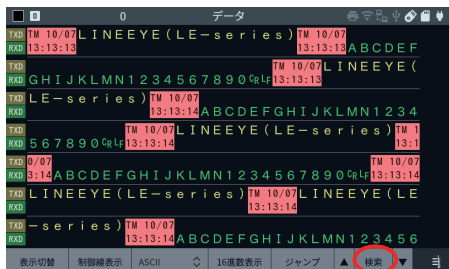 0 0 データ
TXD TM 10/07 LINEEYE(LE－series) TM 10/07
RXD 13:13:13 13:13:13 ABCDEF
TXD TM 10/07 LINEEYE(
RXD GHIJKLMN1234567890CRLF 13:13:13
TXD LE－series) TM 10/07
RXD 13:13:14 ABCDEFGHIJKLMN1234
TXD TM 10/07 LINEEYE(LE－series) TM 1
RXD 567890CRLF 13:13:14 13:1
TXD 0/07 TM 10/07
RXD 3:14 ABCDEFGHIJKLMN1234567890CRLF 13:13:14
TXD LINEEYE(LE－series) TM 10/07 LINEEYE(LE
RXD 13:13:14
TXD －series) TM 10/07
RXD 13:13:14 ABCDEFGHIJKLMN123456
表示切替 制御線表示 ASCII 16進数表示 ジャンプ ▲ 検索 ▼